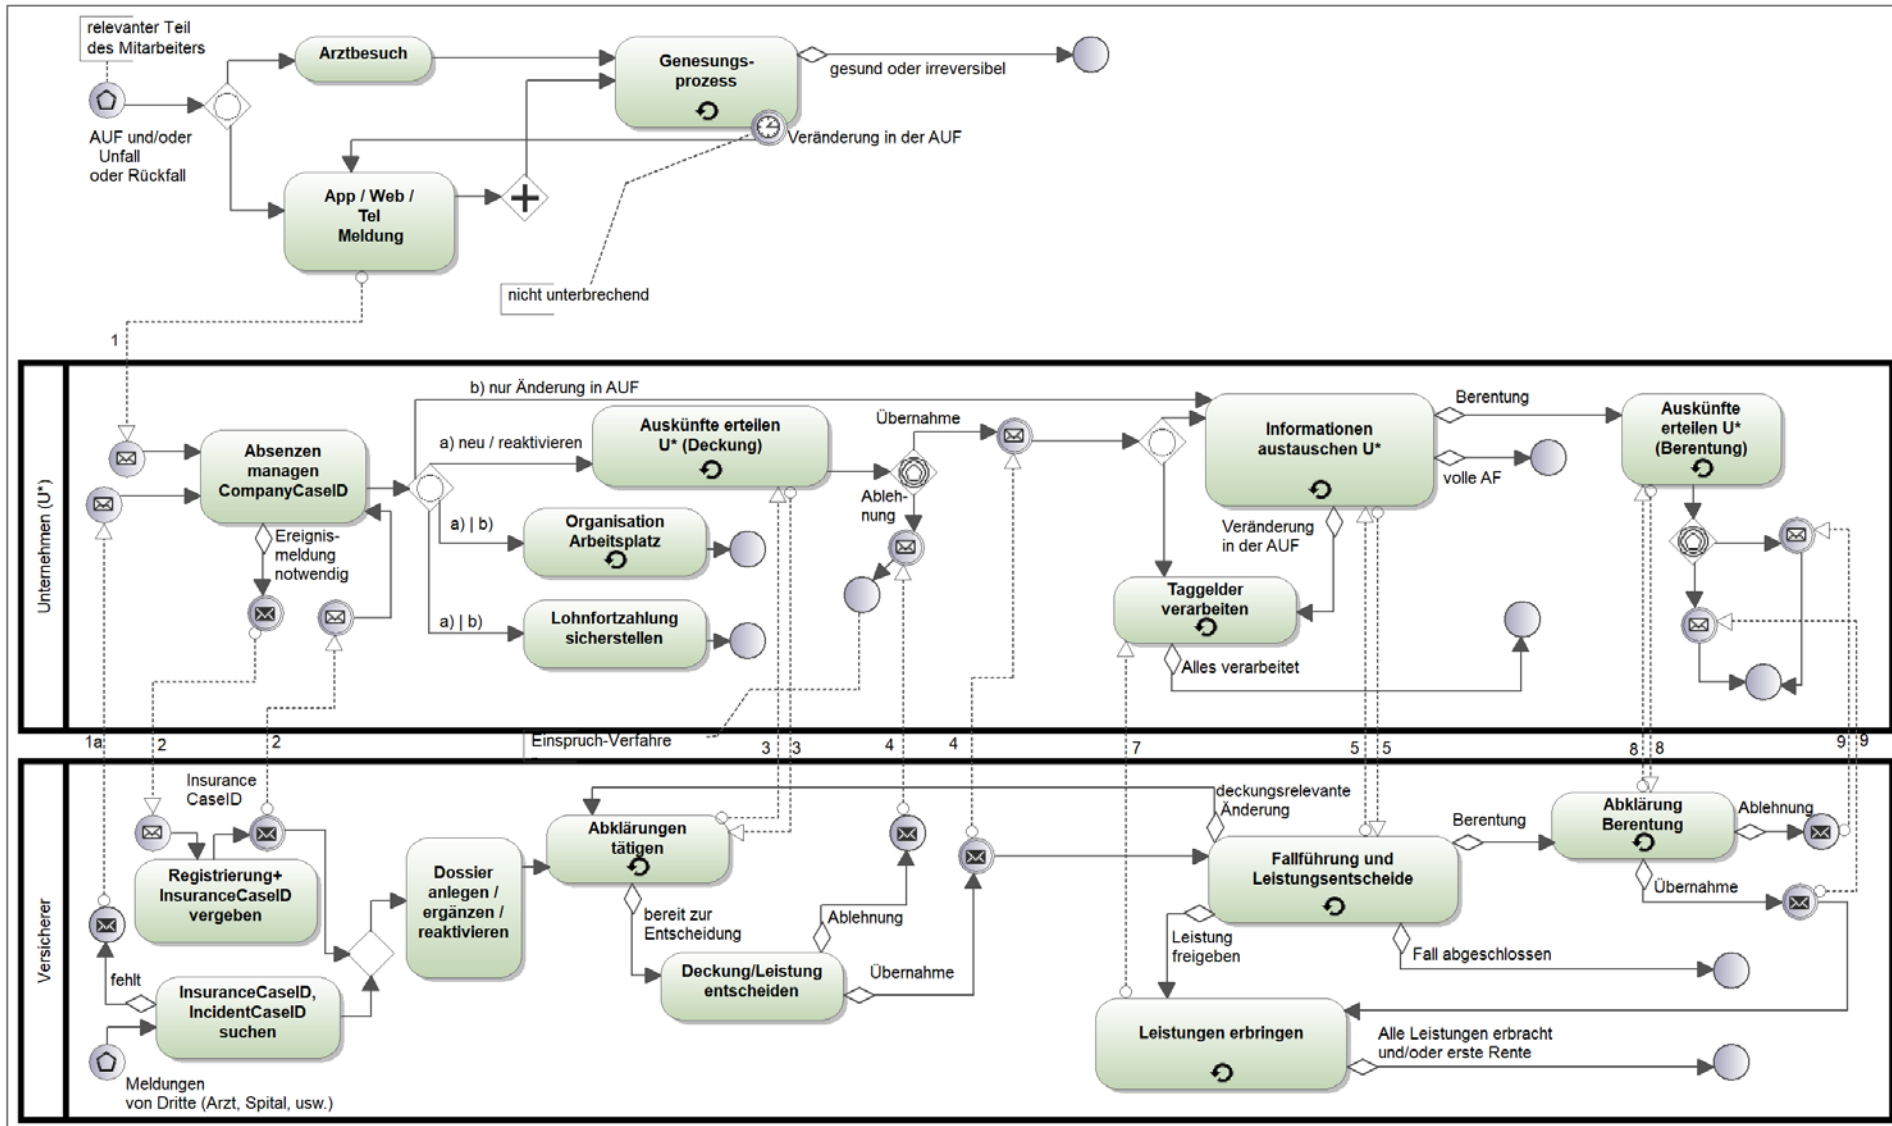 relevanter Teil
des Mitarbeiters
AUF und/oder
Unfall
oder Rückfall
Arztbesuch
App / Web /
Tel
Meldung
Genesungs-
prozess
gesund oder irreversibel
Veränderung in der AUF
nicht unterbrechend
1
Unternehmen (U*)
Absenzen
managen
CompanyCaseID
Ereignis-
meldung
notwendig
b) nur Änderung in AUF
a) neu / reaktivieren
a) | b)
a) | b)
Auskünfte erteilen
U* (Deckung)
Organisation
Arbeitsplatz
Lohnfortzahlung
sicherstellen
Übernahme
Ableh-
nung
Informationen
austauschen U*
Veränderung
in der AUF
Taggelder
verarbeiten
Alles verarbeitet
Berentung
volle AF
Auskünfte
erteilen U*
(Berentung)
1a
2
2
Einspruch-Verfahre
3
3
4
4
7
5
5
8
8
9
9
Versicherer
Insurance
CaseID
Registrierung+
InsuranceCaseID
vergeben
fehlt
InsuranceCaseID,
IncidentCaseID
suchen
Meldungen
von Dritte (Arzt, Spital, usw.)
Dossier
anlegen /
ergänzen /
reaktivieren
Abklärungen
tätigen
bereit zur
Entscheidung
Deckung/Leistung
entscheiden
Ablehnung
Übernahme
deckungsrelevante
Änderung
Fallführung und
Leistungsentscheide
Leistung
freigeben
Fall abgeschlossen
Leistungen erbringen
Alle Leistungen erbracht
und/oder erste Rente
Berentung
Abklärung
Berentung
Ablehnung
Übernahme